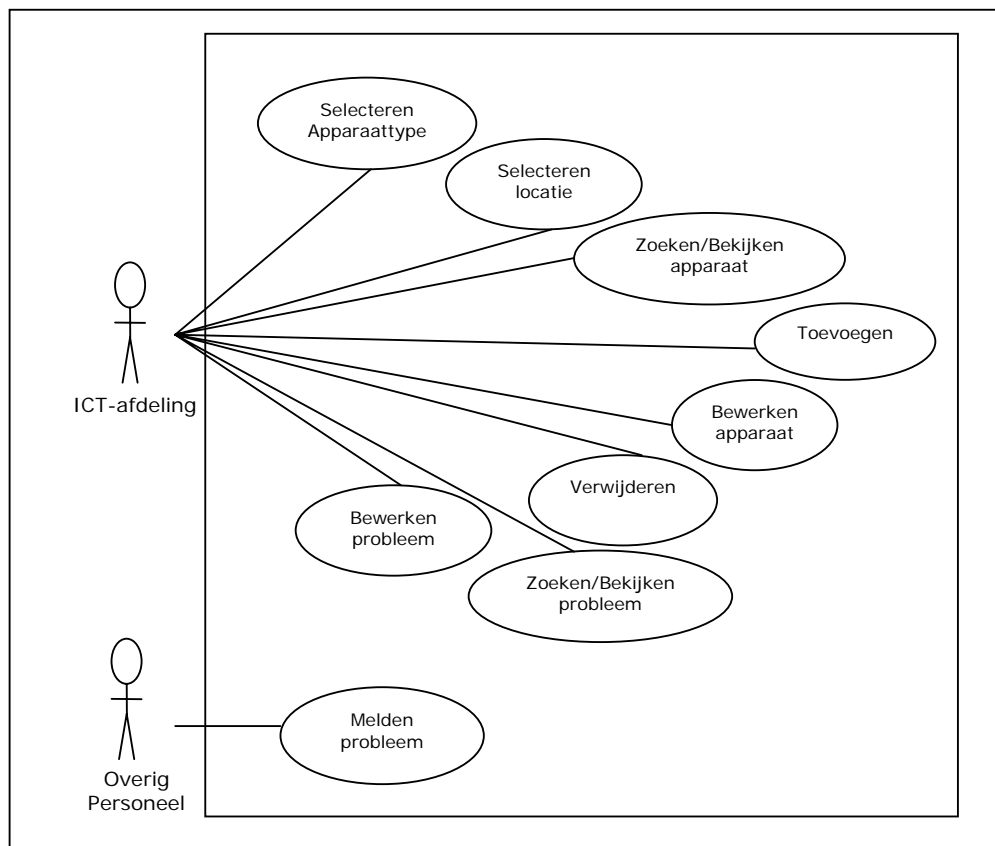 Selecteren
Apparaattype
Selecteren
locatie
Zoeken/Bekijken
apparaat
Toevoegen
ICT-afdeling
Bewerken
apparaat
Verwijderen
Bewerken
probleem
Zoeken/Bekijken
probleem
Melden
probleem
Overig
Personeel